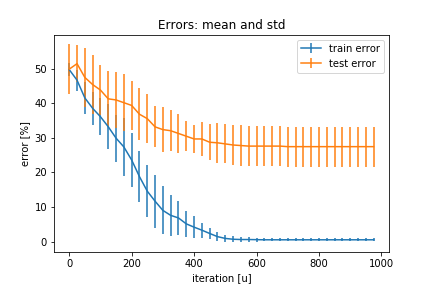 Errors: mean and std
train error
test error
50
40
30
20
10
0
error [%]
0
200
400
600
800
1000
iteration [u]